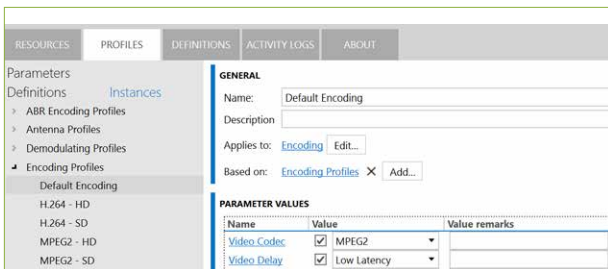 RESOURCES PROFILES DEFINITIONS ACTIVITY LOGS ABOUT
Parameters
Definitions Instances
ABR Encoding Profiles
Antenna Profiles
Demodulating Profiles
Encoding Profiles
Default Encoding
H.264 - HD
H.264 - SD
MPEG2 - HD
MPEG2 - SD
GENERAL
Name: Default Encoding
Description
Applies to: Encoding Edit...
Based on: Encoding Profiles X Add...
PARAMETER VALUES
Name Value Value remarks
Video Codec MPEG2
Video Delay Low Latency